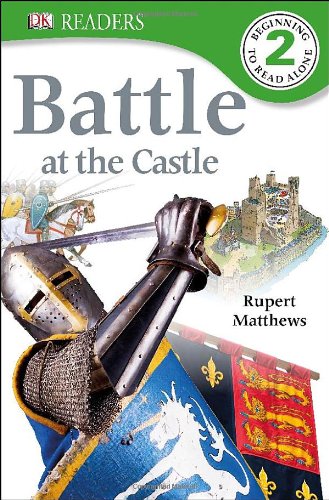 DK READERS
BEGINNING TO READ ALONE
2
Battle
at the Castle
Rupert
Matthews